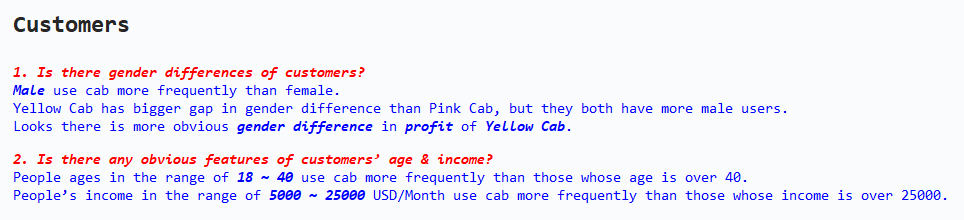 Customers
1. Is there gender differences of customers?
Male use cab more frequently than female.
Yellow Cab has bigger gap in gender difference than Pink Cab, but they both have more male users.
Looks there is more obvious gender difference in profit of Yellow Cab.
2. Is there any obvious features of customers’ age & income?
People ages in the range of 18 ~ 40 use cab more frequently than those whose age is over 40.
People’s income in the range of 5000 ~ 25000 USD/Month use cab more frequently than those whose income is over 25000.